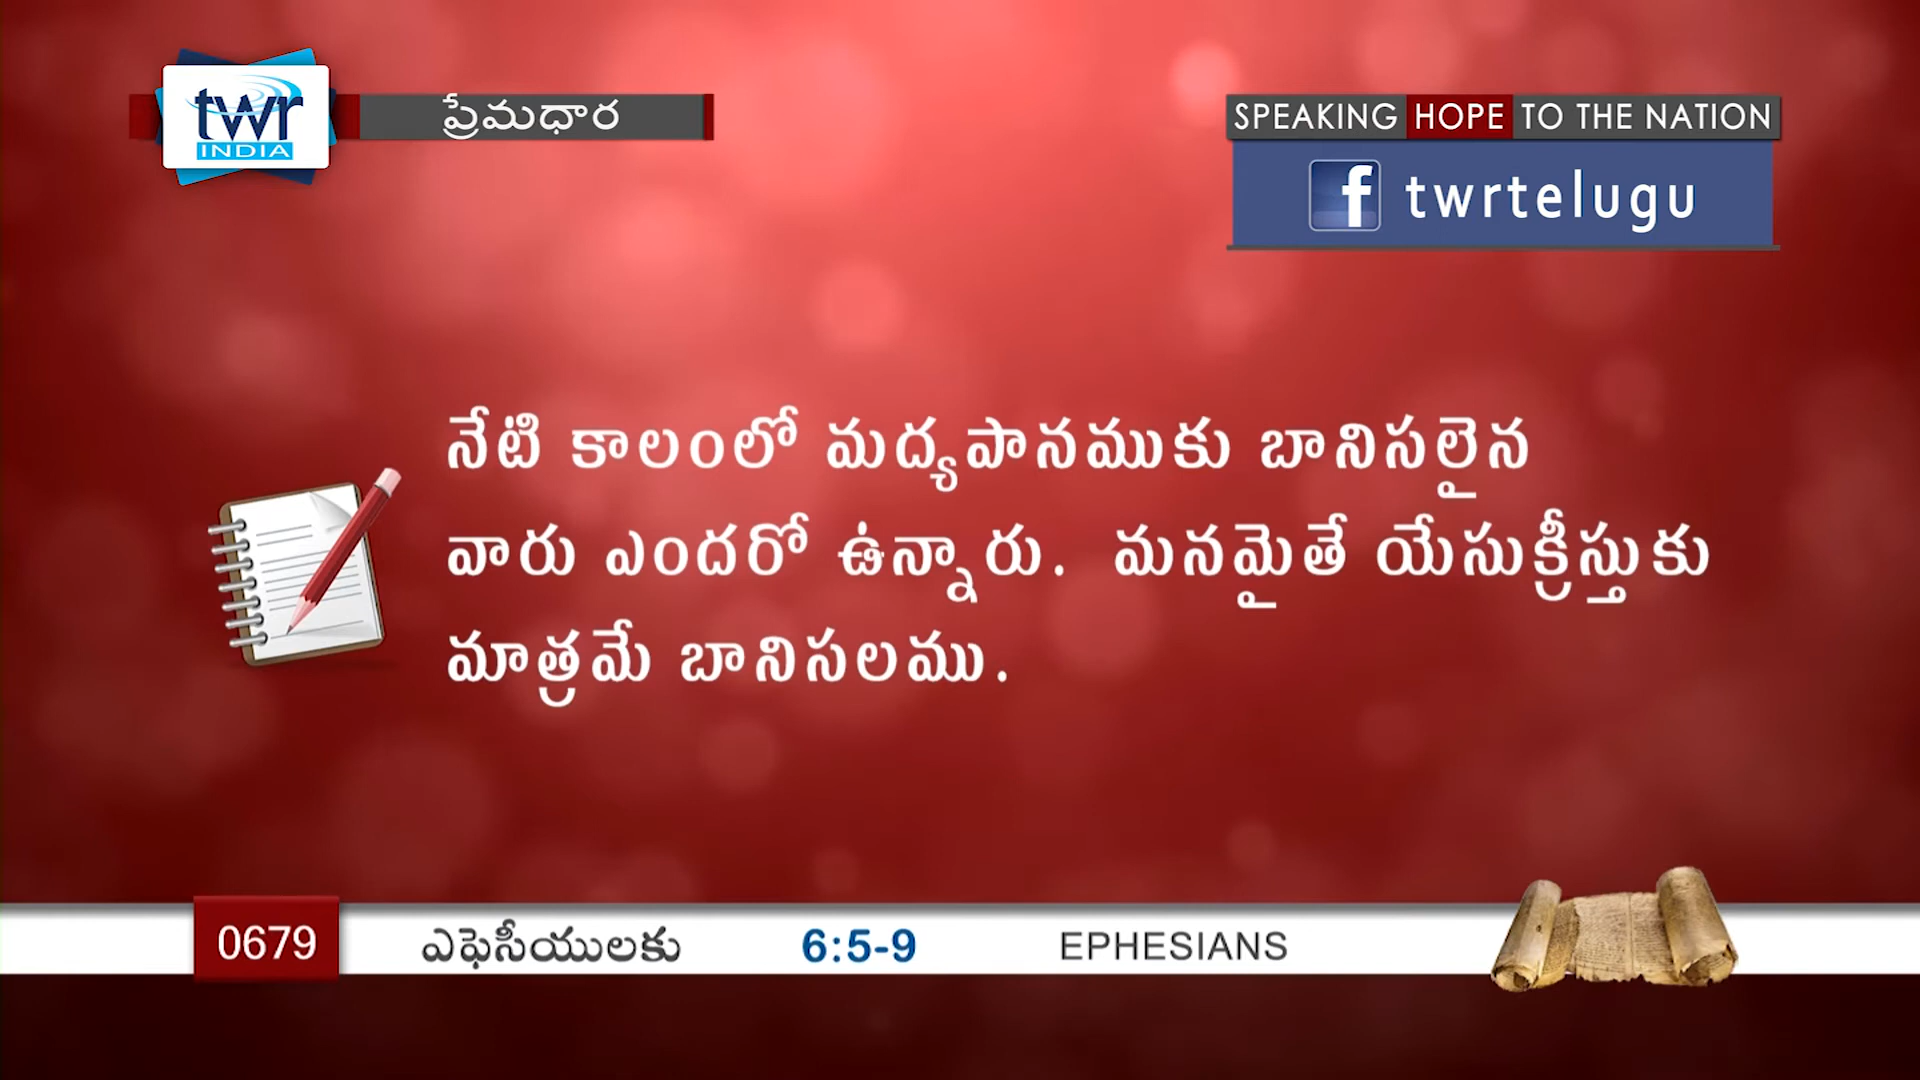 twr
INDIA
ప్రేమధార
SPEAKING HOPE TO THE NATION
f twrtelugu
నేటి కాలంలో మద్యపానముకు బానిసలైన
వారు ఎందరో ఉన్నారు. మనమైతే యేసుక్రీస్తుకు
మాత్రమే బానిసలము.
0679 ఎఫెసీయులకు 6:5-9 EPHESIANS